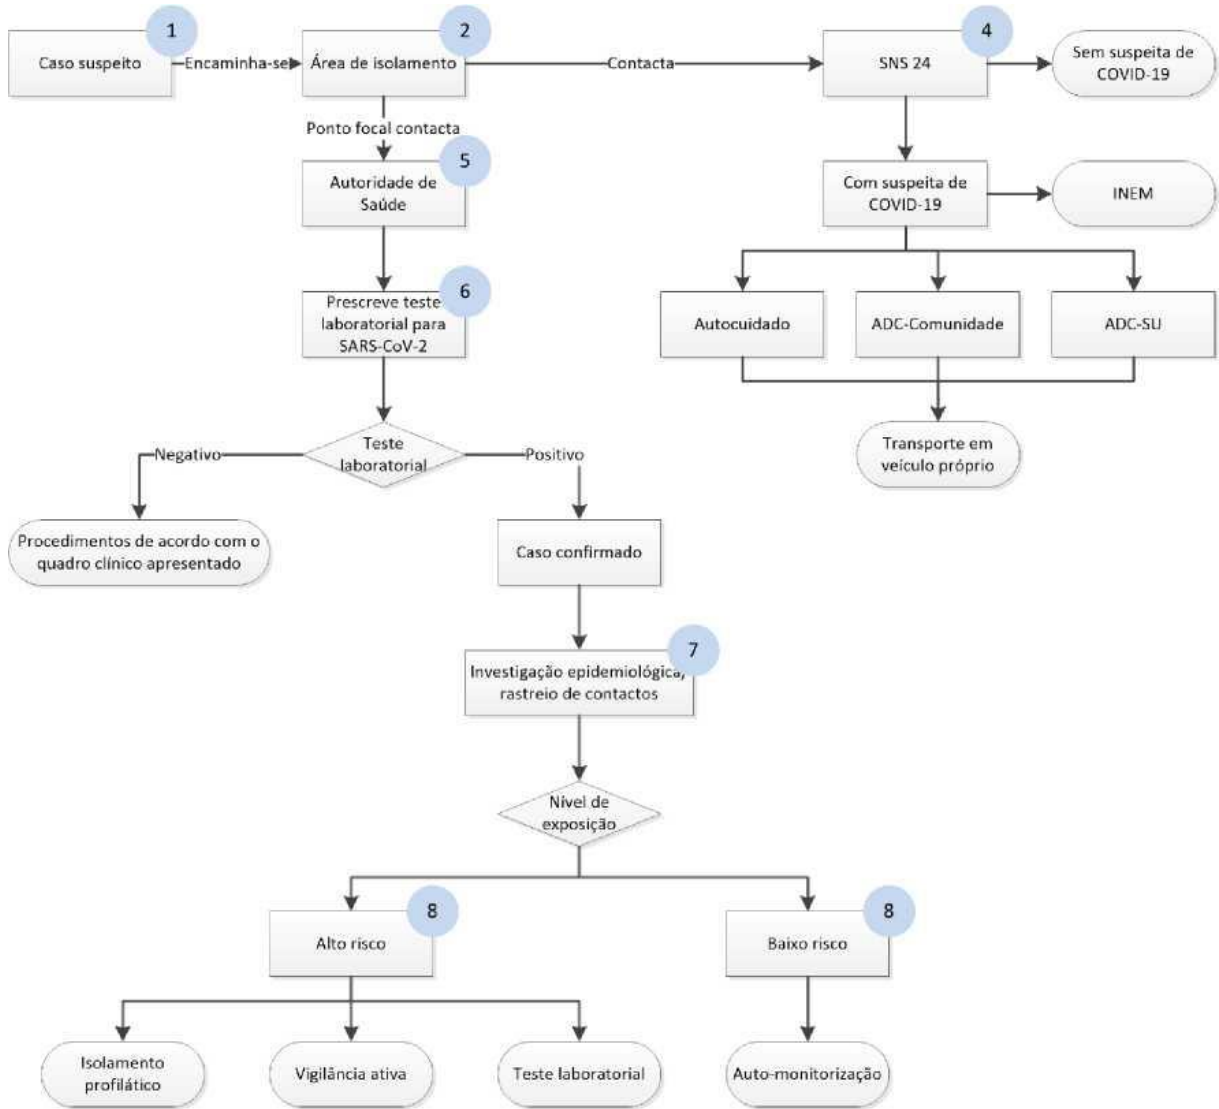 1
Caso suspeito
Encaminha-se
2
Área de isolamento
Contacta
4
SNS 24
Sem suspeita de
COVID-19
Ponto focal contacta
5
Autoridade de
Saúde
Com suspeita de
COVID-19
INEM
6
Prescreve teste
laboratorial para
SARS-CoV-2
Autocuidado
ADC-Comunidade
ADC-SU
Transporte em
veículo próprio
Teste
laboratorial
Negativo
Positivo
Procedimentos de acordo com o
quadro clínico apresentado
Caso confirmado
7
Investigação epidemiológica/
rastreio de contactos
Nível de
exposição
8
Alto risco
8
Baixo risco
Isolamento
profilático
Vigilância ativa
Teste laboratorial
Auto-monitorização